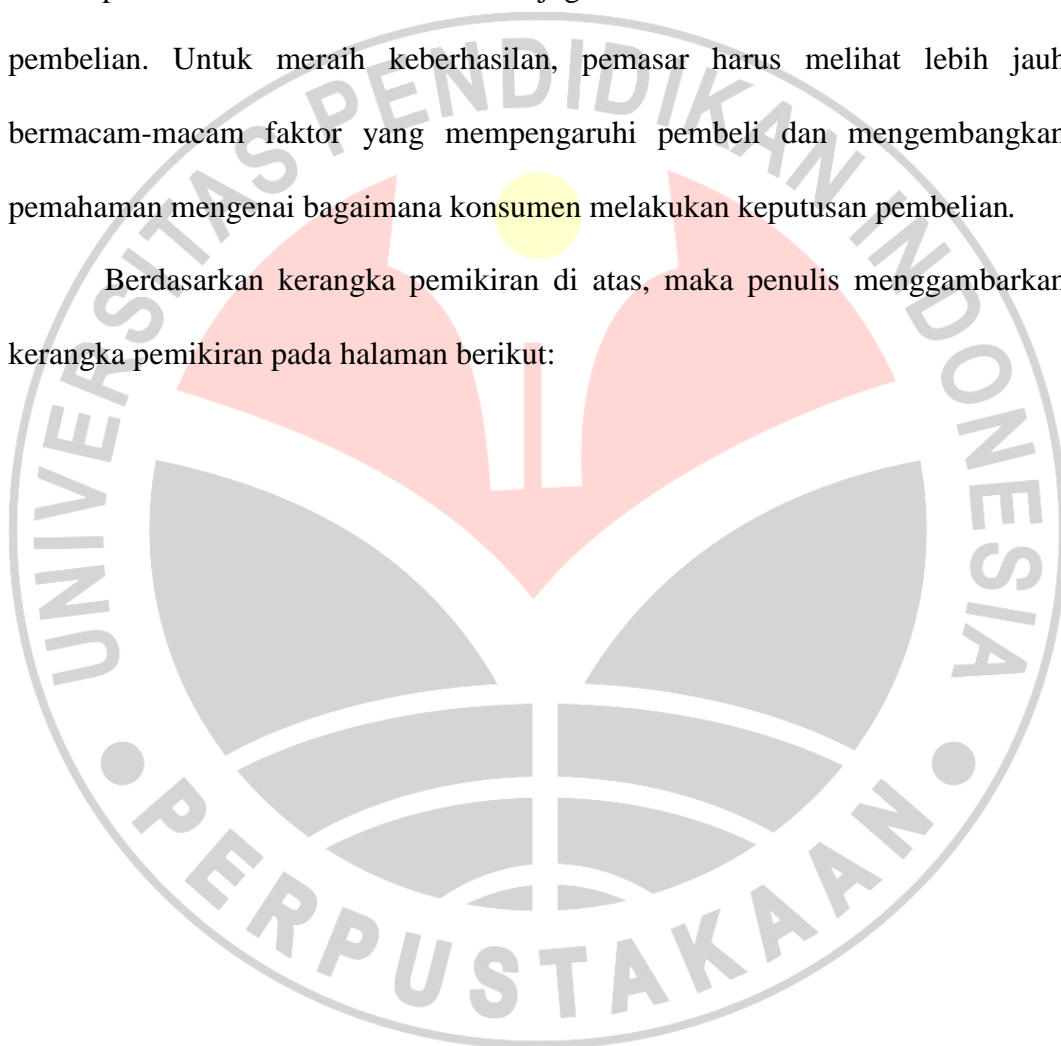 pembelian. Untuk meraih keberhasilan, pemasar harus melihat lebih jauh
bermacam-macam faktor yang mempengaruhi pembeli dan mengembangkan
pemahaman mengenai bagaimana konsumen melakukan keputusan pembelian.
Berdasarkan kerangka pemikiran di atas, maka penulis menggambarkan
kerangka pemikiran pada halaman berikut:
UNIVERSITAS PENDIDIKAN INDONESIA
PERPUSTAKAAN